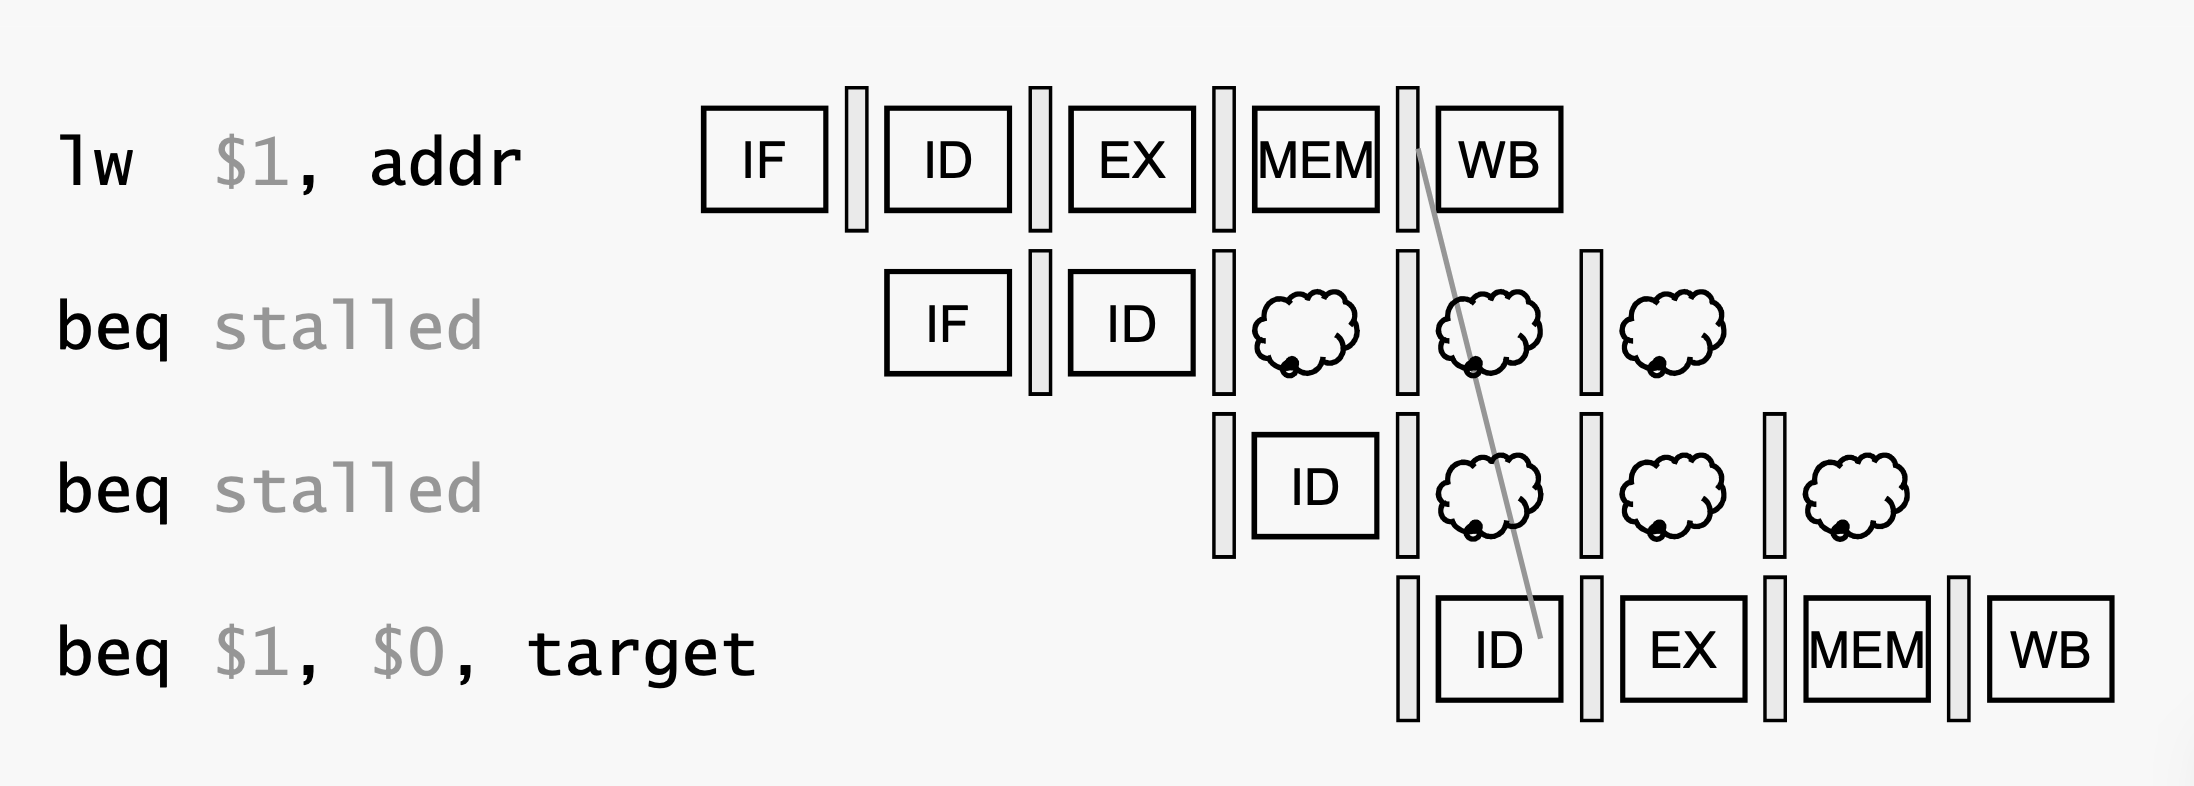 lw $1, addr IF ID EX MEM WB
beq stalled IF ID
beq stalled ID
beq $1, $0, target ID EX MEM WB